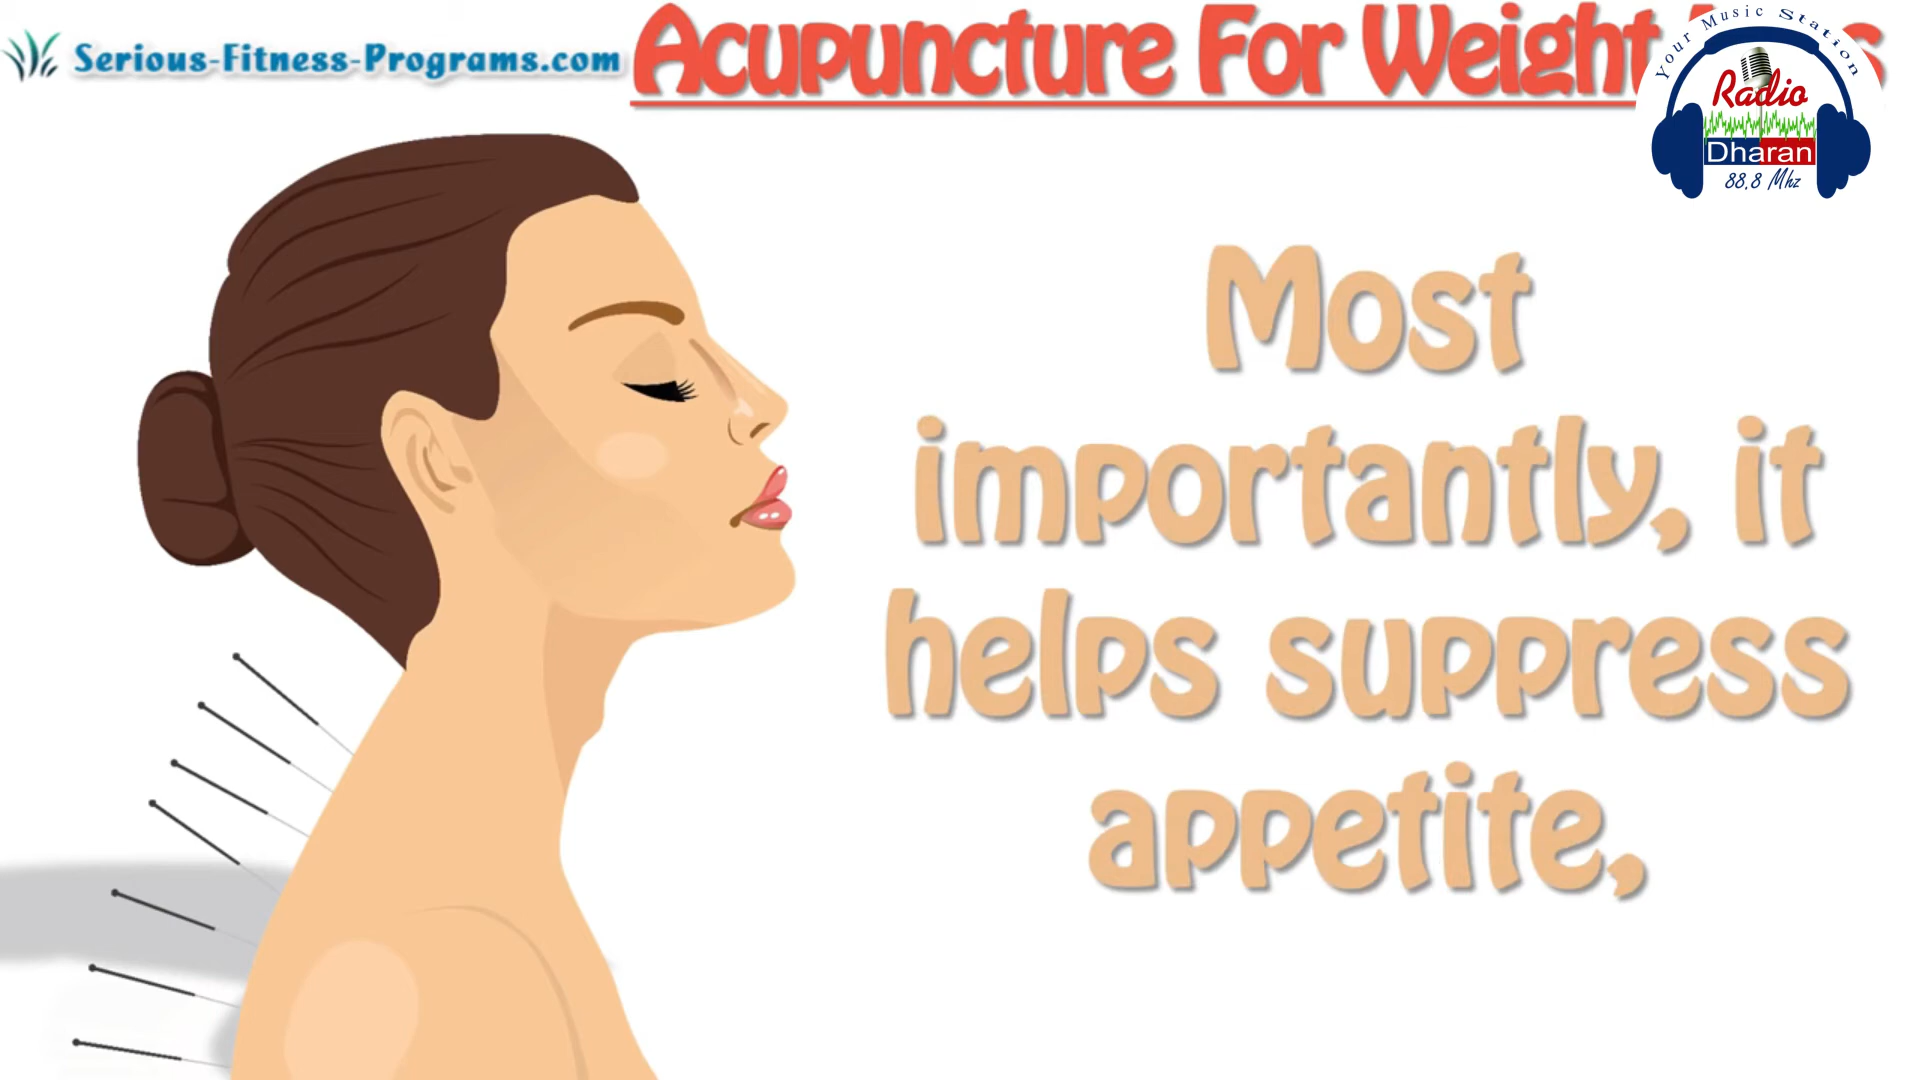 Serious-Fitness-Programs.com
Acupuncture For Weight
Your Music Station
Radio
Dharan
88.8 Mhz
Most
importantly, it
helps suppress
appetite,